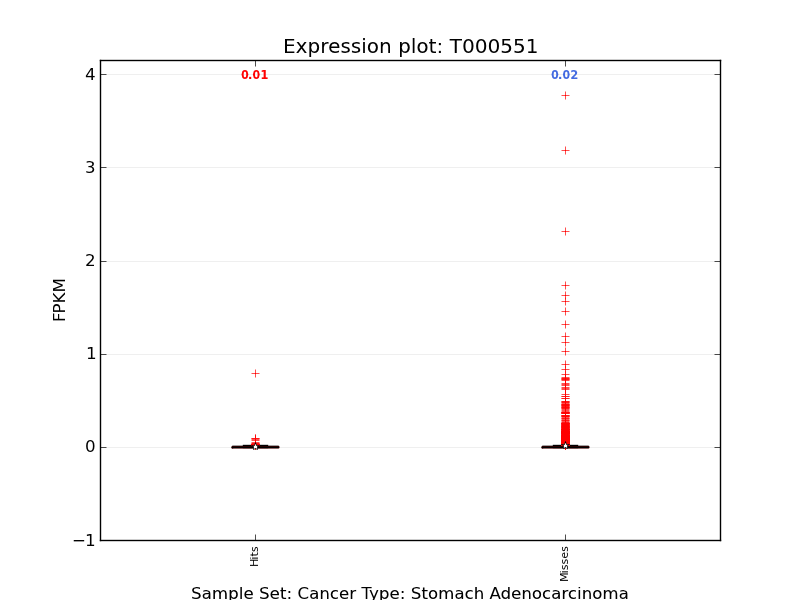 Expression plot: T000551
0.01
0.02
4
3
2
1
0
−1
FPKM
Hits
Misses
Sample Set: Cancer Type: Stomach Adenocarcinoma